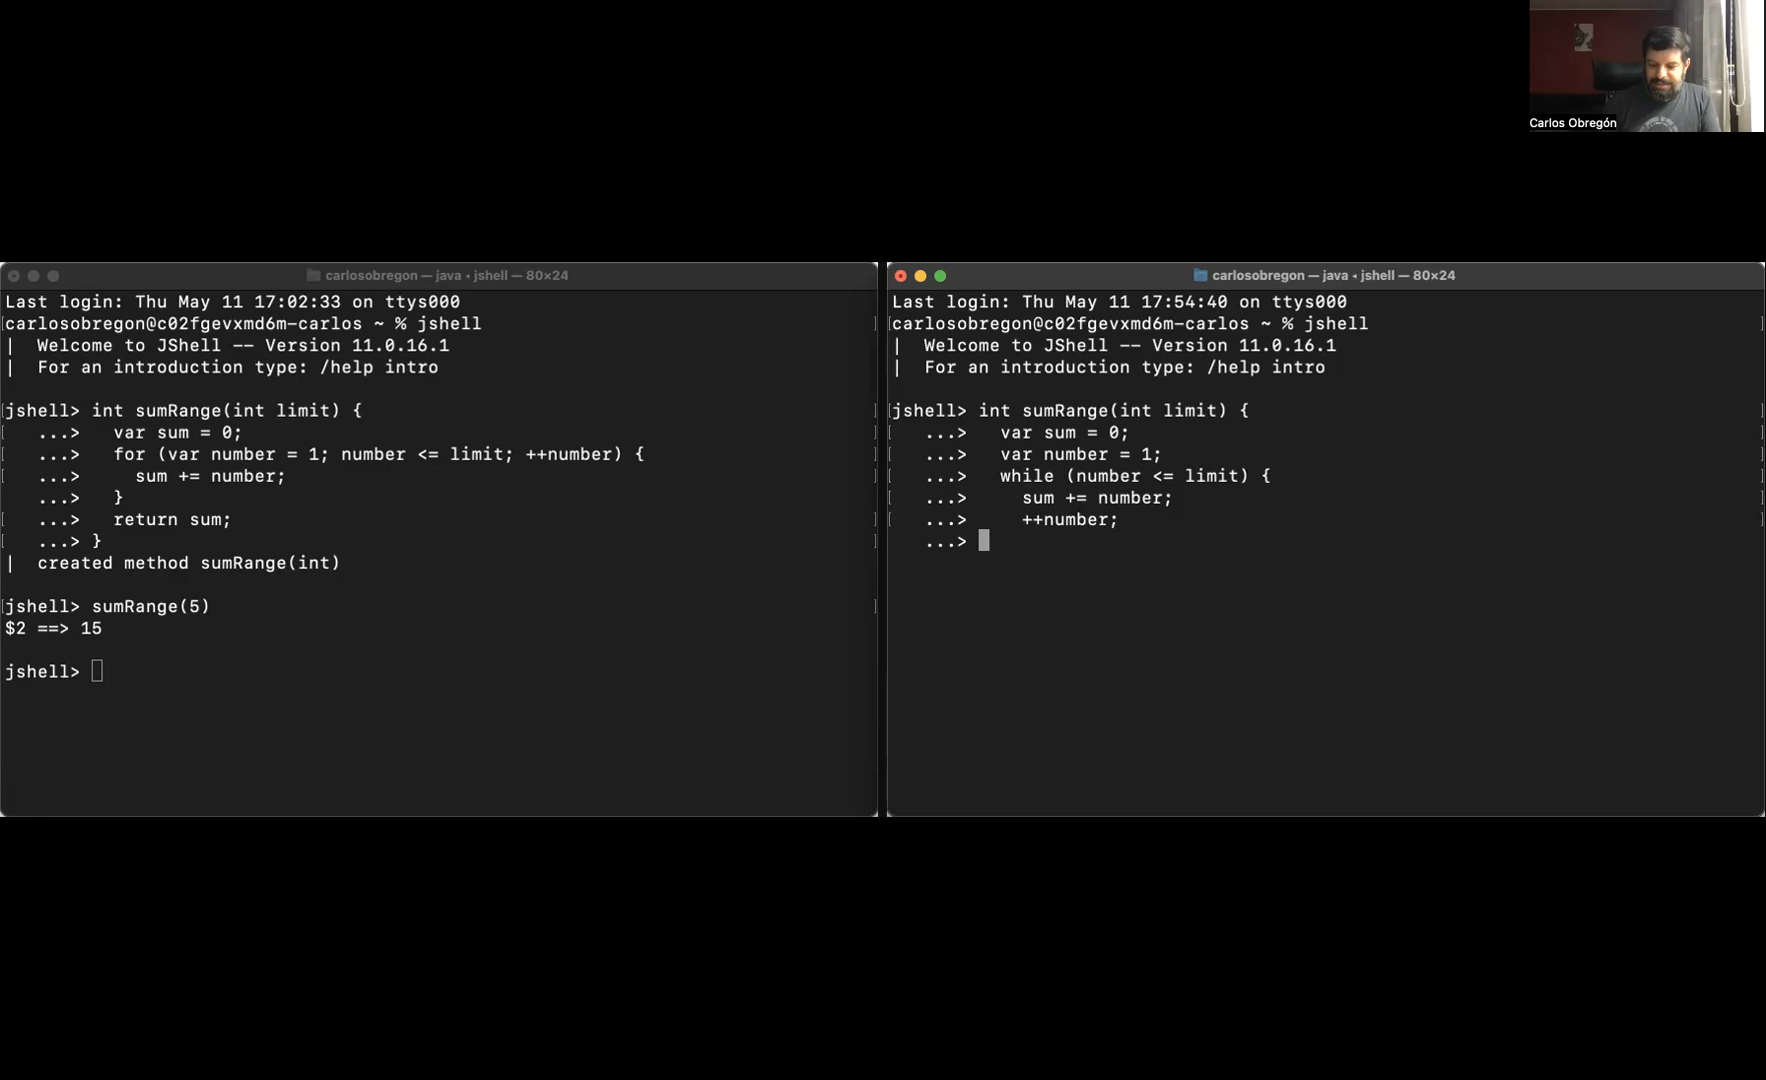 Carlos Obregón
carlosobregon — java ◂ jshell — 80×24
Last login: Thu May 11 17:02:33 on ttys000
carlosobregon@c02fgevxmd6m-carlos ~ % jshell
|  Welcome to JShell -- Version 11.0.16.1
|  For an introduction type: /help intro
jshell> int sumRange(int limit) {
   ...>   var sum = 0;
   ...>   for (var number = 1; number <= limit; ++number) {
   ...>     sum += number;
   ...>   }
   ...>   return sum;
   ...> }
|  created method sumRange(int)
jshell> sumRange(5)
$2 ==> 15
jshell>
carlosobregon — java ◂ jshell — 80×24
Last login: Thu May 11 17:54:40 on ttys000
carlosobregon@c02fgevxmd6m-carlos ~ % jshell
|  Welcome to JShell -- Version 11.0.16.1
|  For an introduction type: /help intro
jshell> int sumRange(int limit) {
   ...>   var sum = 0;
   ...>   var number = 1;
   ...>   while (number <= limit) {
   ...>     sum += number;
   ...>     ++number;
   ...>